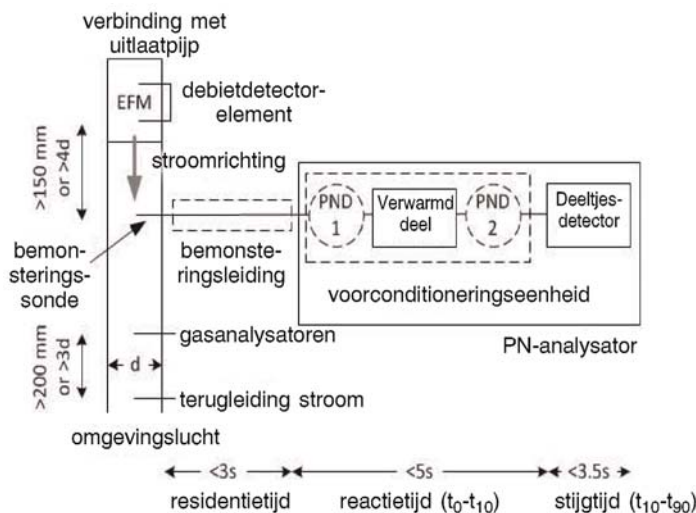 verbinding met
uitlaatpijp
EFM
debietdetector-
element
>150 mm
or >4d
stroomrichting
PND
1
Verwarmd
deel
PND
2
Deeltjes-
detector
bemon-
sterings-
sonde
bemonste-
ringsleiding
voorconditioneringseenheid
PN-analysator
gasanalysatoren
>200 mm
or >3d
d
terugleiding stroom
omgevingslucht
<3s
<5s
<3.5s
residentietijd
reactietijd (t0-t10)
stijgtijd (t10-t90)